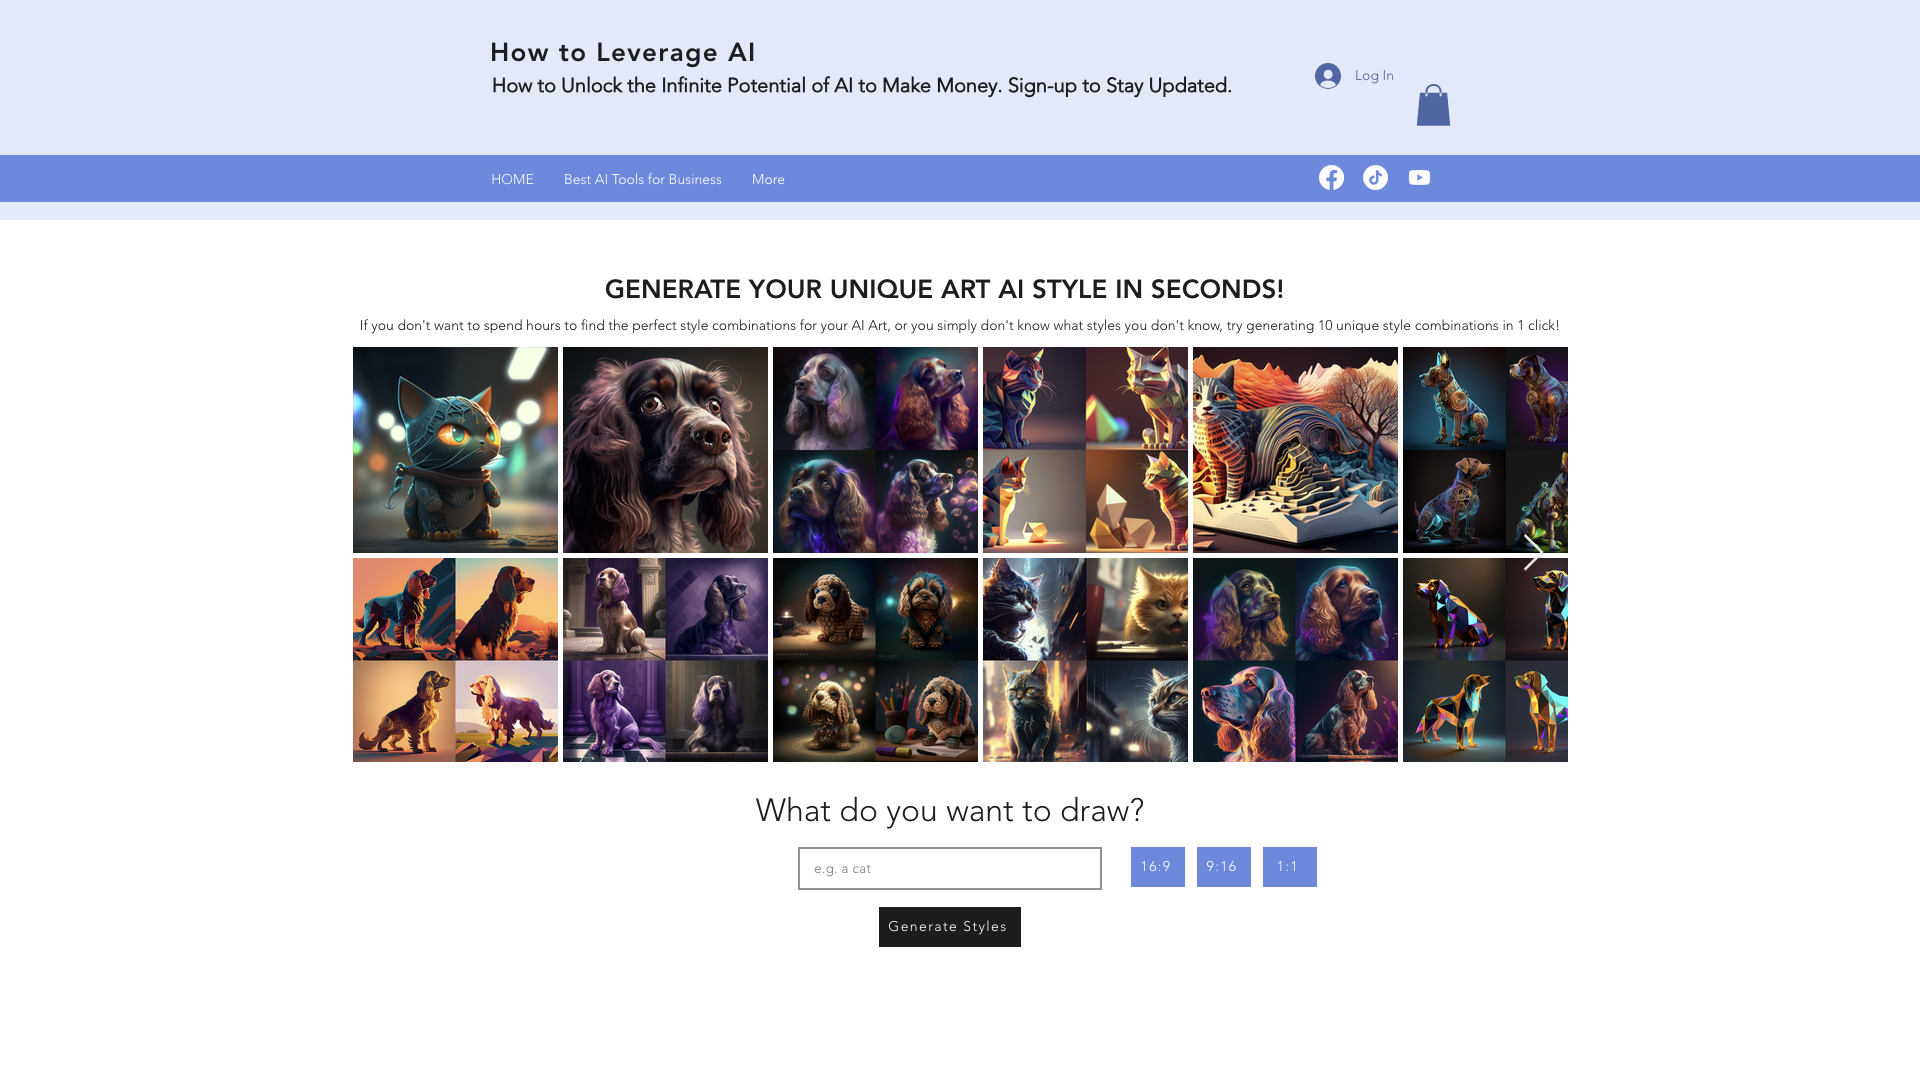 How to Leverage AI
How to Unlock the Infinite Potential of AI to Make Money. Sign-up to Stay Updated.
Log In
HOME
Best AI Tools for Business
More
GENERATE YOUR UNIQUE ART AI STYLE IN SECONDS!
If you don't want to spend hours to find the perfect style combinations for your AI Art, or you simply don't know what styles you don't know, try generating 10 unique style combinations in 1 click!
What do you want to draw?
e.g. a cat
16:9
9:16
1:1
Generate Styles